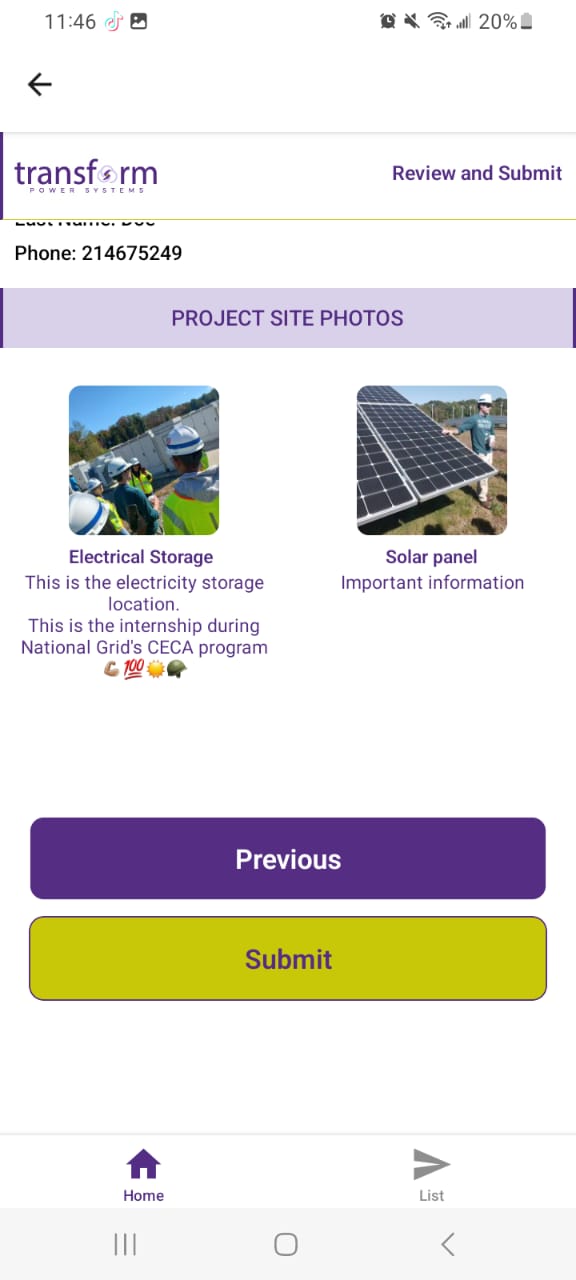 11:46
20%
transform
POWER SYSTEMS
Review and Submit
Last Name: Doe
Phone: 214675249
PROJECT SITE PHOTOS
Electrical Storage
This is the electricity storage
location.
This is the internship during
National Grid's CECA program
💪🏽💯☀️🪖
Solar panel
Important information
Previous
Submit
Home
List